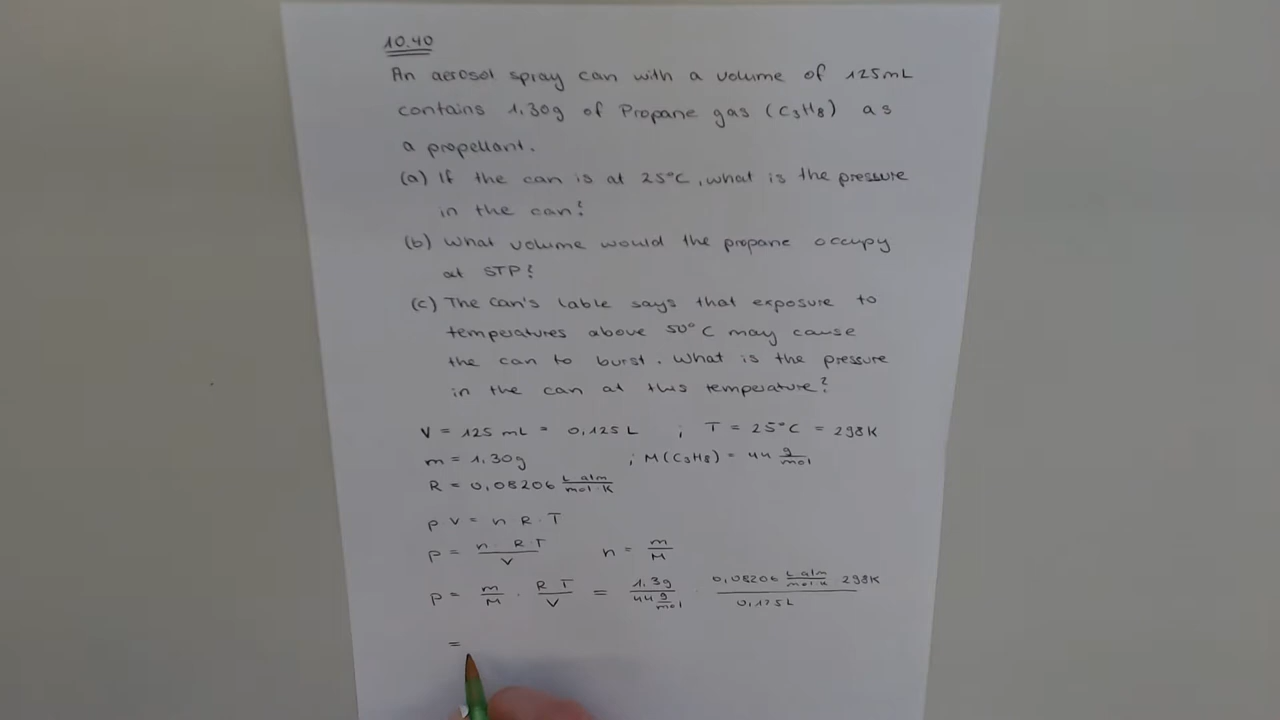 10.40
An aerosol spray can with a volume of 125mL
contains 1.30g of Propane gas (C₃H₈) as
a propellant.
(a) If the can is at 25°C, what is the pressure
in the can?
(b) What volume would the propane occupy
at STP?
(c) The can's lable says that exposure to
temperatures above 50°C may cause
the can to burst. What is the pressure
in the can at this temperature?
V = 125 mL = 0,125L ; T = 25°C = 298K
m = 1.30g ; M(C₃H₈) = 44 g/mol
R = 0,08206 L atm/mol·K
p V = n R·T
p = n·R·T/V n = m/M
p = m/M · R T/V = 1.3g/44 g/mol · 0,08206 L atm/mol·K 298K/0,125L
=